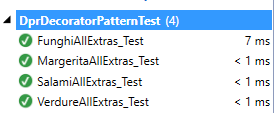 DprDecoratorPatternTest (4)
FunghiAllExtras_Test 7 ms
MargeritaAllExtras_Test < 1 ms
SalamiAllExtras_Test < 1 ms
VerdureAllExtras_Test < 1 ms